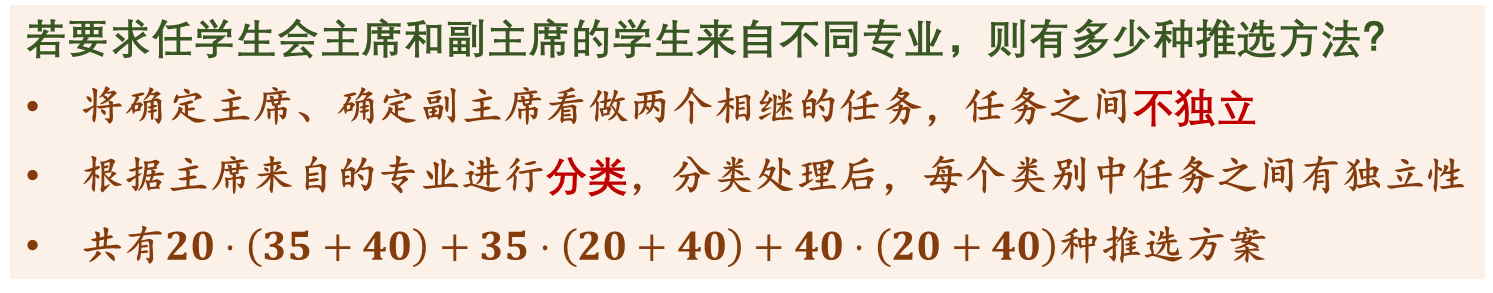 若要求任学生会主席和副主席的学生来自不同专业，则有多少种推选方法？
• 将确定主席、确定副主席看做两个相继的任务，任务之间不独立
• 根据主席来自的专业进行分类，分类处理后，每个类别中任务之间有独立性
• 共有20 · (35 + 40) + 35 · (20 + 40) + 40 · (20 + 40)种推选方案